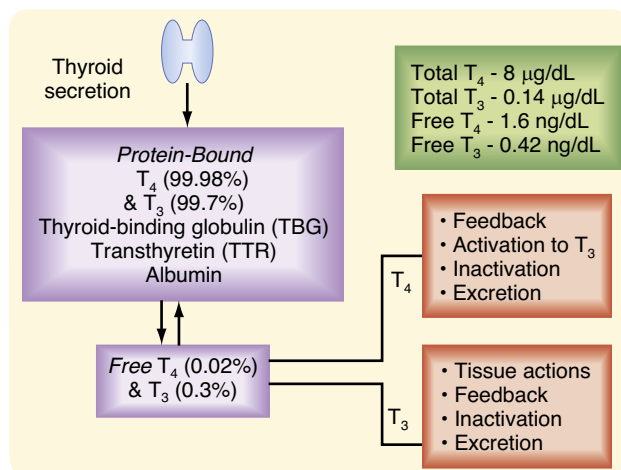 Thyroid
secretion
Total T₄ - 8 μg/dL
Total T₃ - 0.14 μg/dL
Free T₄ - 1.6 ng/dL
Free T₃ - 0.42 ng/dL
Protein-Bound
T₄ (99.98%)
& T₃ (99.7%)
Thyroid-binding globulin (TBG)
Transthyretin (TTR)
Albumin
T₄
• Feedback
• Activation to T₃
• Inactivation
• Excretion
Free T₄ (0.02%)
& T₃ (0.3%)
T₃
• Tissue actions
• Feedback
• Inactivation
• Excretion